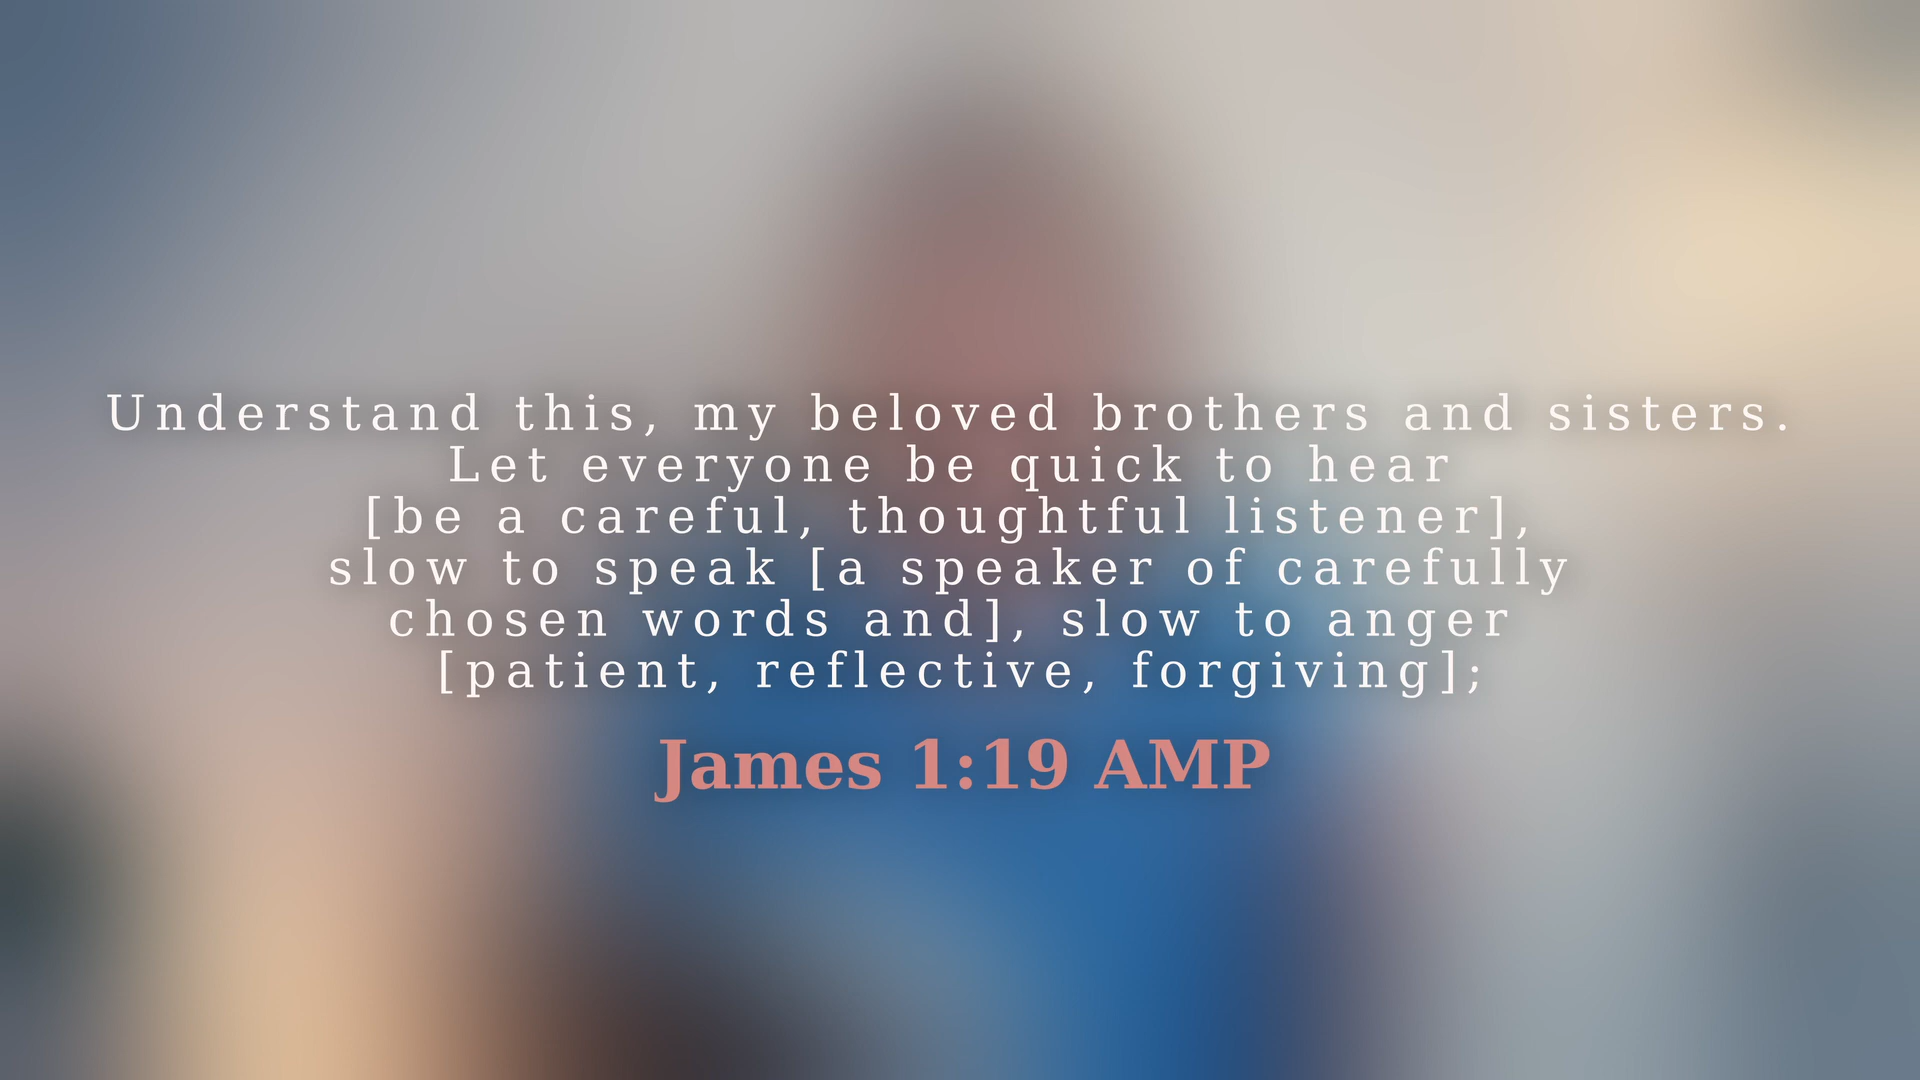 Understand this, my beloved brothers and sisters.
Let everyone be quick to hear
[be a careful, thoughtful listener],
slow to speak [a speaker of carefully
chosen words and], slow to anger
[patient, reflective, forgiving];
James 1:19 AMP